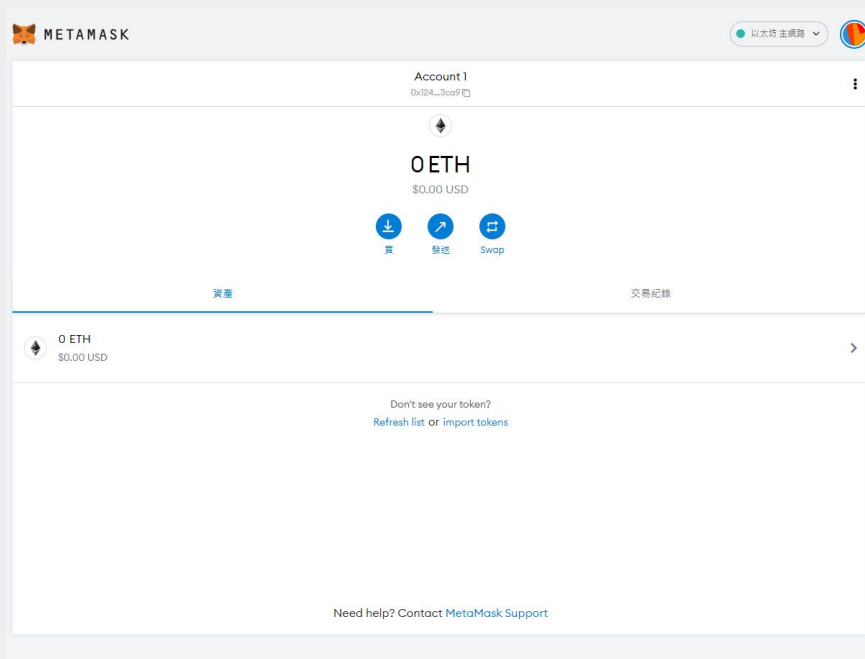 METAMASK
以太坊 主網路
Account 1
0x124...3ca9
0 ETH
$0.00 USD
買
發送
Swap
資產
交易紀錄
0 ETH
$0.00 USD
Don't see your token?
Refresh list or import tokens
Need help? Contact MetaMask Support